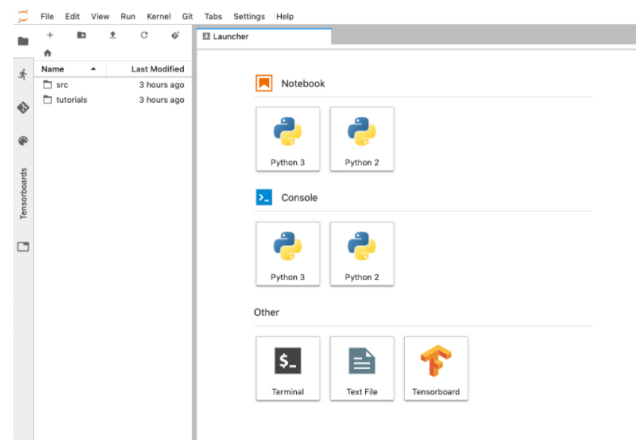 File Edit View Run Kernel Git Tabs Settings Help
Launcher
Name Last Modified
src 3 hours ago
tutorials 3 hours ago
Tensorboards
Notebook
Python 3 Python 2
Console
Python 3 Python 2
Other
$_
Terminal Text File Tensorboard